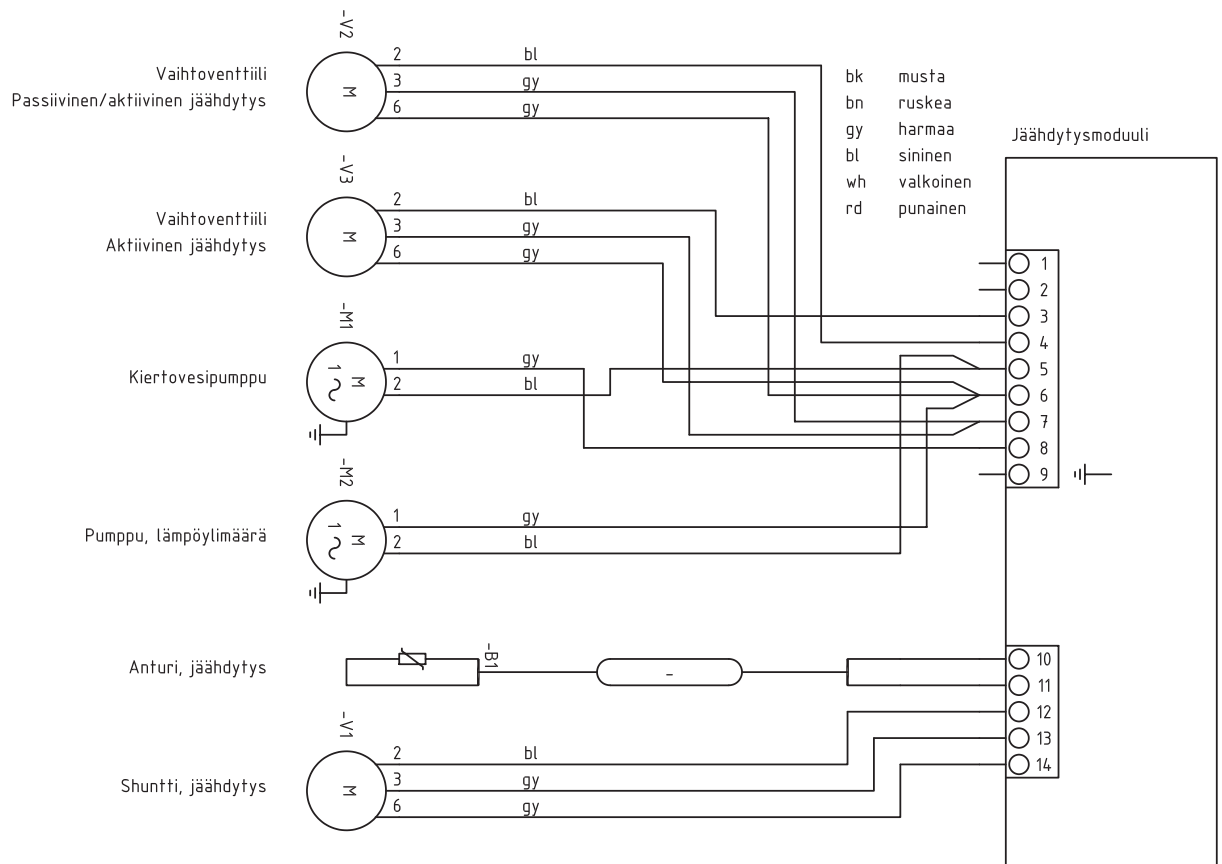 -V2
Vaihtoventtiili
Passiivinen/aktiivinen jäähdytys
M
2 bl
3 gy
6 gy
bk musta
bn ruskea
gy harmaa
bl sininen
wh valkoinen
rd punainen
Jäähdytysmoduuli
-V3
Vaihtoventtiili
Aktiivinen jäähdytys
M
2 bl
3 gy
6 gy
-M1
Kiertovesipumppu
M
1~
1 gy
2 bl
-M2
Pumppu, lämpöylimäärä
M
1~
1 gy
2 bl
1
2
3
4
5
6
7
8
9
Anturi, jäähdytys
-B1
-
-V1
Shuntti, jäähdytys
M
2 bl
3 gy
6 gy
10
11
12
13
14